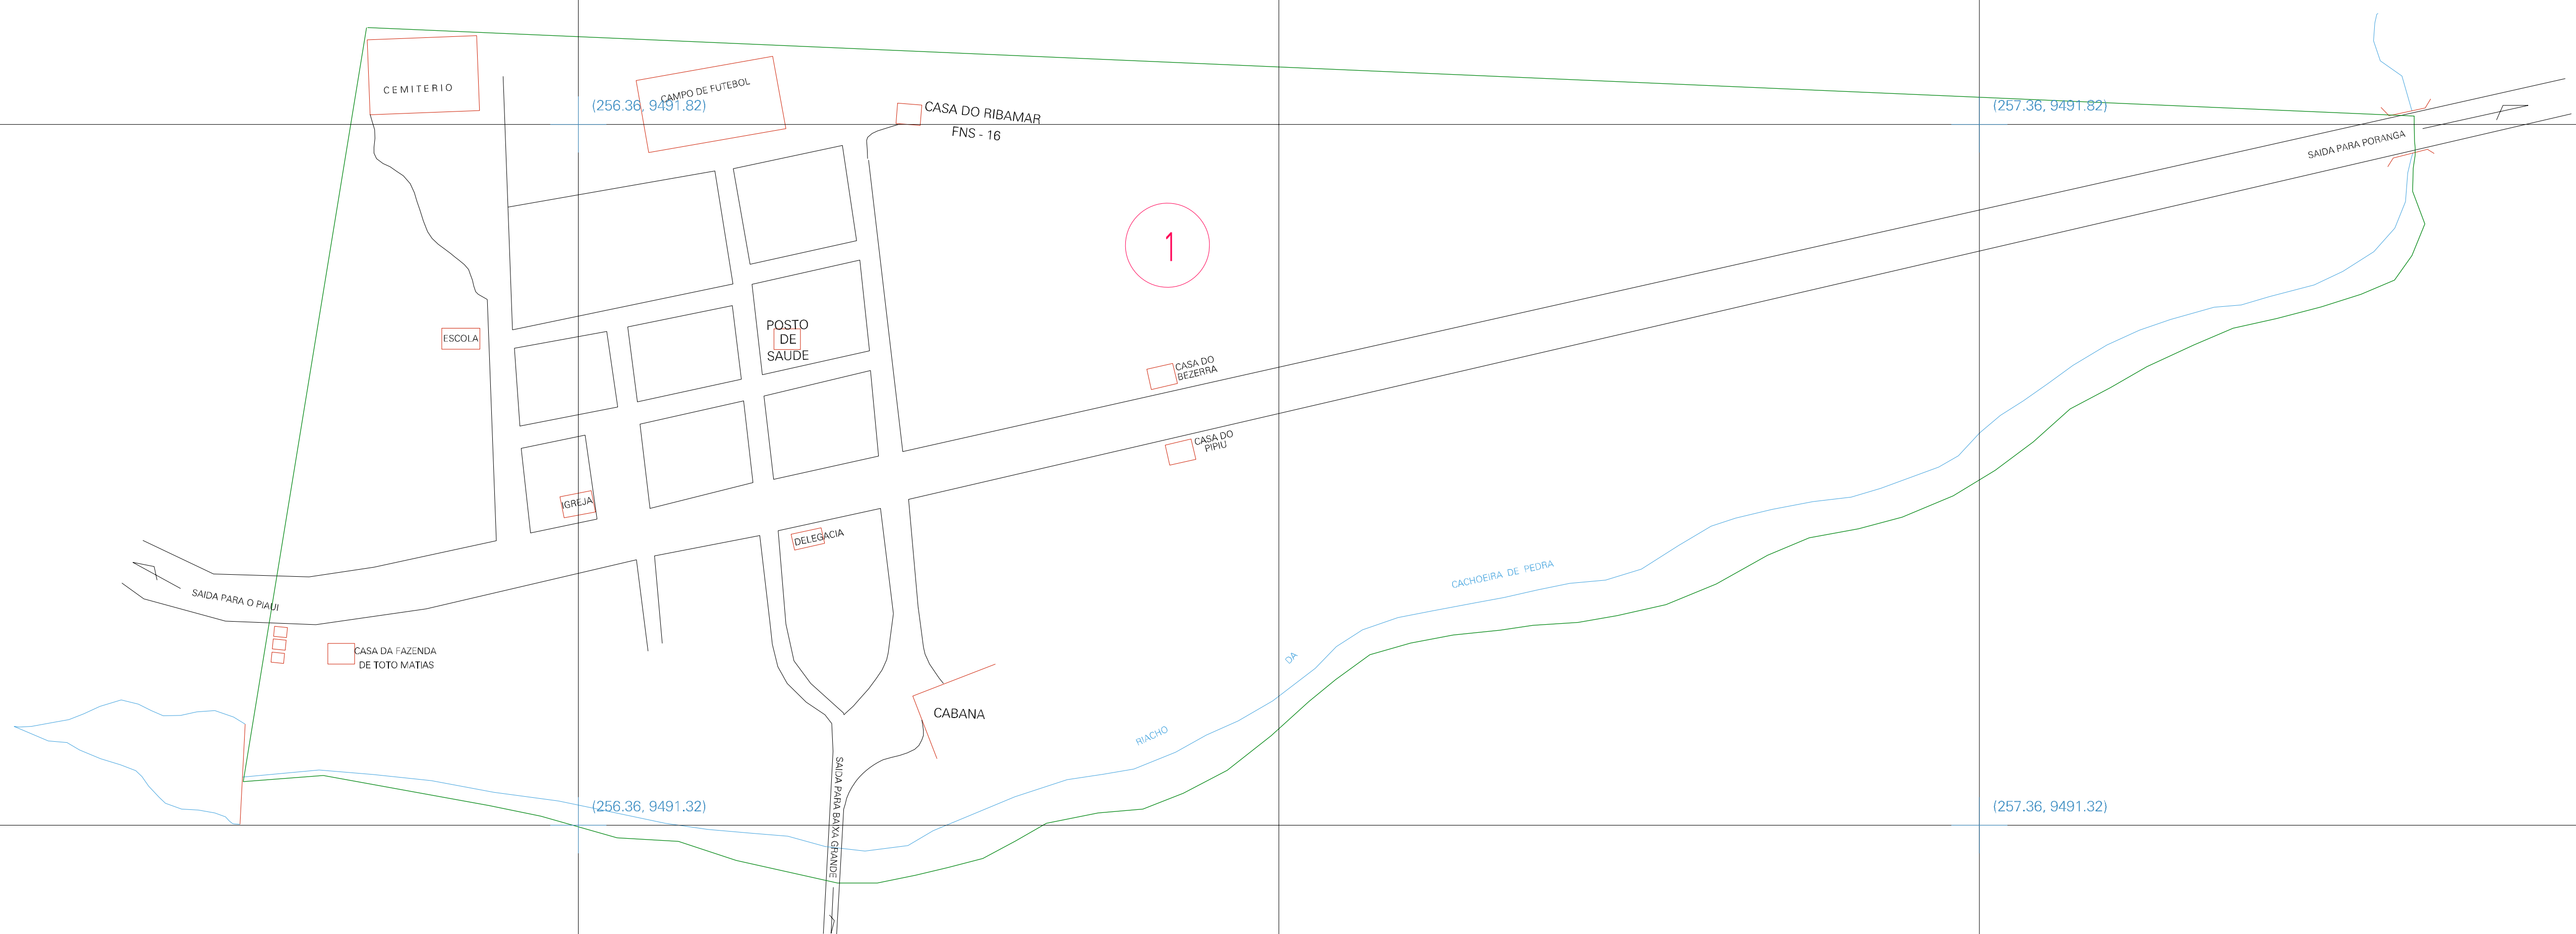 CEMITERIO
CAMPO DE FUTEBOL
(256.36, 9491.82)
CASA DO RIBAMAR
FNS - 16
(257.36, 9491.82)
SAIDA PARA PORANGA
1
ESCOLA
POSTO
DE
SAUDE
CASA DO
BEZERRA
CASA DO
PIPIU
IGREJA
DELEGACIA
SAIDA PARA O PIAUI
CASA DA FAZENDA
DE TOTO MATIAS
CABANA
RIACHO
DA
CACHOEIRA DE PEDRA
SAIDA PARA BAIXA GRANDE
(256.36, 9491.32)
(257.36, 9491.32)